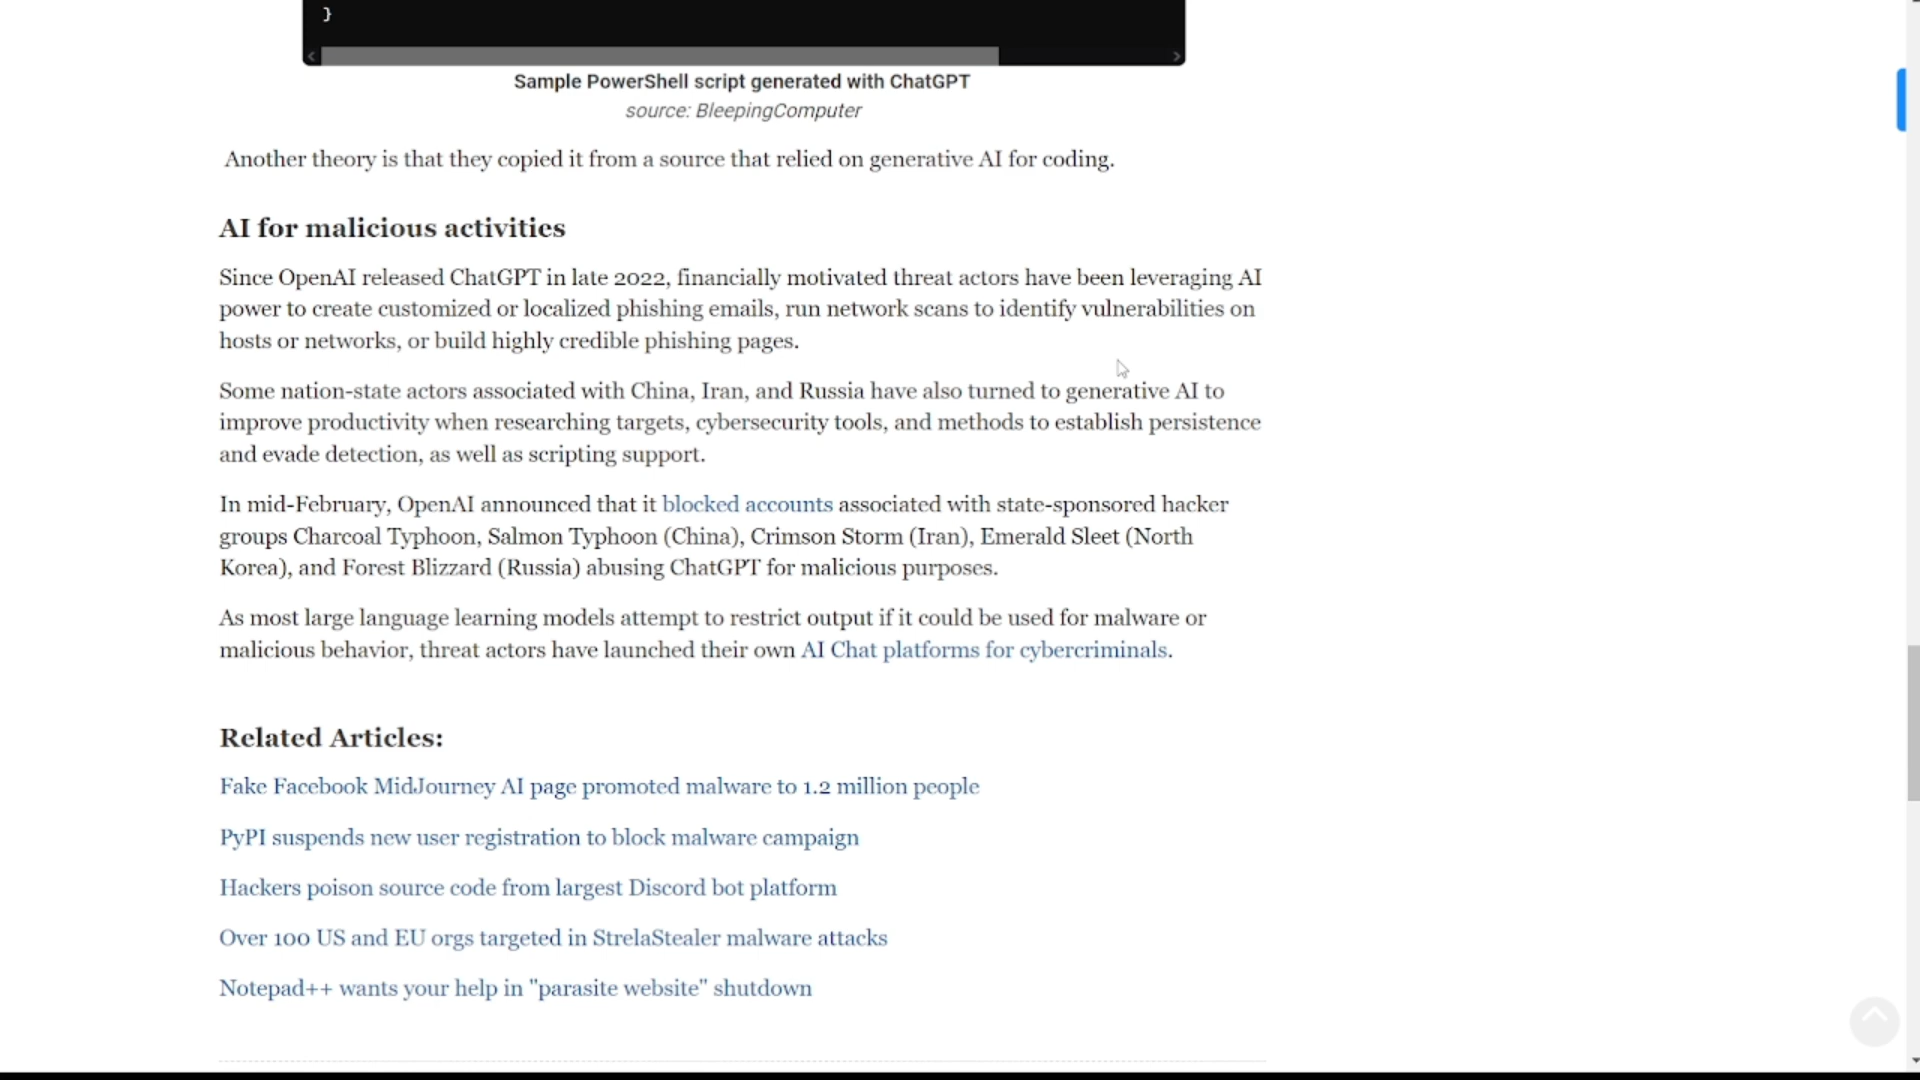 }
Sample PowerShell script generated with ChatGPT
source: BleepingComputer
Another theory is that they copied it from a source that relied on generative AI for coding.
AI for malicious activities
Since OpenAI released ChatGPT in late 2022, financially motivated threat actors have been leveraging AI
power to create customized or localized phishing emails, run network scans to identify vulnerabilities on
hosts or networks, or build highly credible phishing pages.
Some nation-state actors associated with China, Iran, and Russia have also turned to generative AI to
improve productivity when researching targets, cybersecurity tools, and methods to establish persistence
and evade detection, as well as scripting support.
In mid-February, OpenAI announced that it blocked accounts associated with state-sponsored hacker
groups Charcoal Typhoon, Salmon Typhoon (China), Crimson Storm (Iran), Emerald Sleet (North
Korea), and Forest Blizzard (Russia) abusing ChatGPT for malicious purposes.
As most large language learning models attempt to restrict output if it could be used for malware or
malicious behavior, threat actors have launched their own AI Chat platforms for cybercriminals.
Related Articles:
Fake Facebook MidJourney AI page promoted malware to 1.2 million people
PyPI suspends new user registration to block malware campaign
Hackers poison source code from largest Discord bot platform
Over 100 US and EU orgs targeted in StrelaStealer malware attacks
Notepad++ wants your help in "parasite website" shutdown